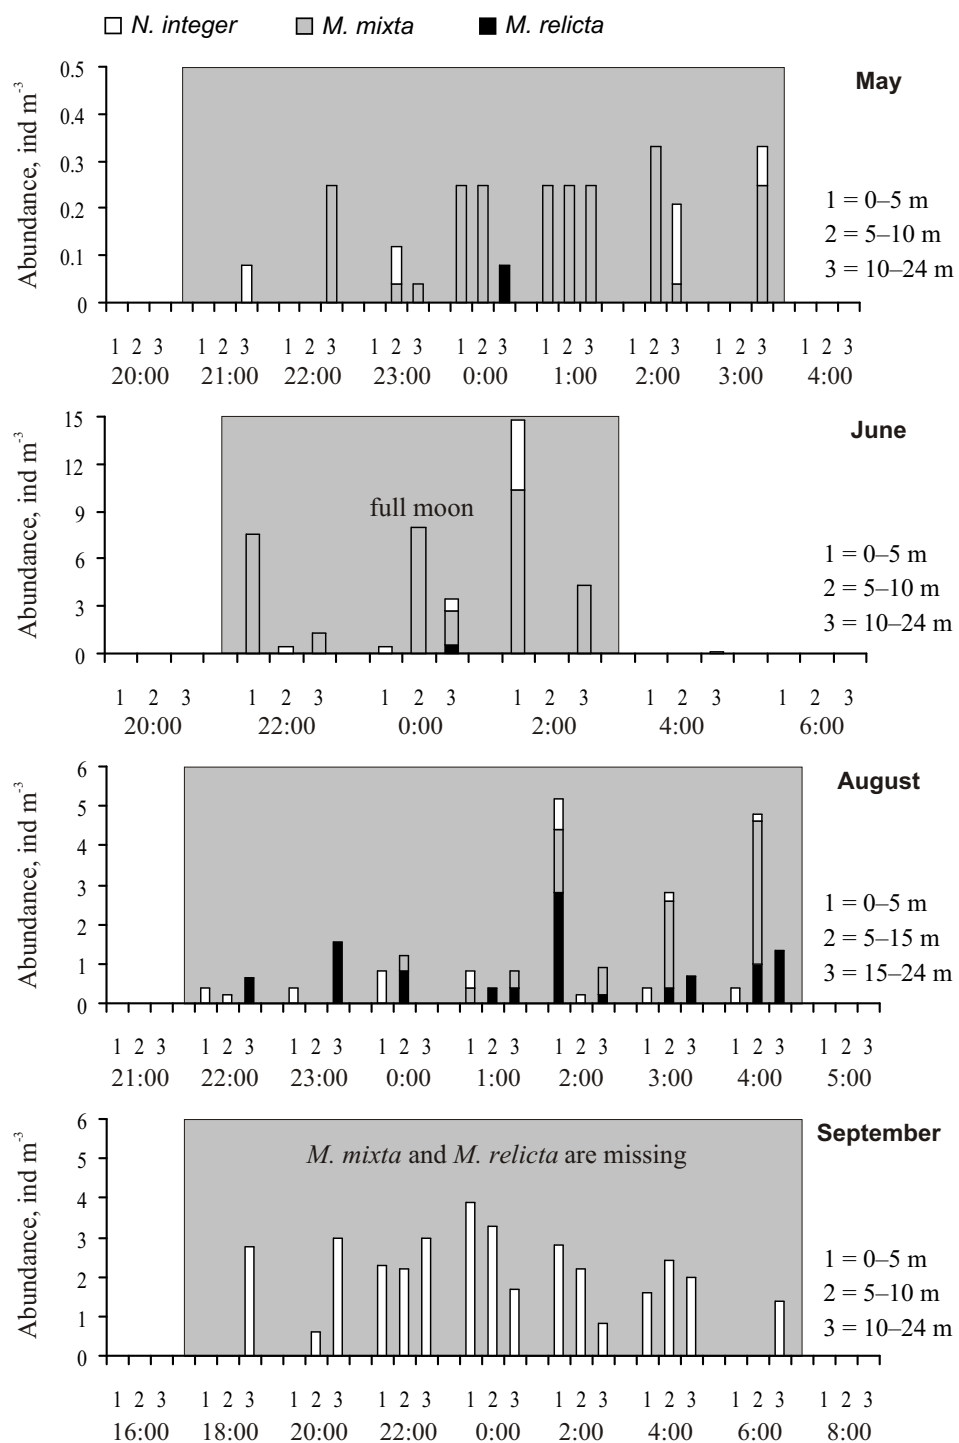 N. integer M. mixta M. relicta
May
Abundance, ind m-3
0.5
0.4
0.3
0.2
0.1
0
1 = 0–5 m
2 = 5–10 m
3 = 10–24 m
1 2 3 1 2 3 1 2 3 1 2 3 1 2 3 1 2 3 1 2 3 1 2 3 1 2 3
20:00 21:00 22:00 23:00 0:00 1:00 2:00 3:00 4:00
June
Abundance, ind m-3
15
12
9
6
3
0
full moon
1 = 0–5 m
2 = 5–10 m
3 = 10–24 m
1 2 3 1 2 3 1 2 3 1 2 3 1 2 3 1 2 3
20:00 22:00 0:00 2:00 4:00 6:00
August
Abundance, ind m-3
6
5
4
3
2
1
0
1 = 0–5 m
2 = 5–15 m
3 = 15–24 m
1 2 3 1 2 3 1 2 3 1 2 3 1 2 3 1 2 3 1 2 3 1 2 3 1 2 3
21:00 22:00 23:00 0:00 1:00 2:00 3:00 4:00 5:00
September
Abundance, ind m-3
6
5
4
3
2
1
0
M. mixta and M. relicta are missing
1 = 0–5 m
2 = 5–10 m
3 = 10–24 m
1 2 3 1 2 3 1 2 3 1 2 3 1 2 3 1 2 3 1 2 3 1 2 3 1 2 3
16:00 18:00 20:00 22:00 0:00 2:00 4:00 6:00 8:00